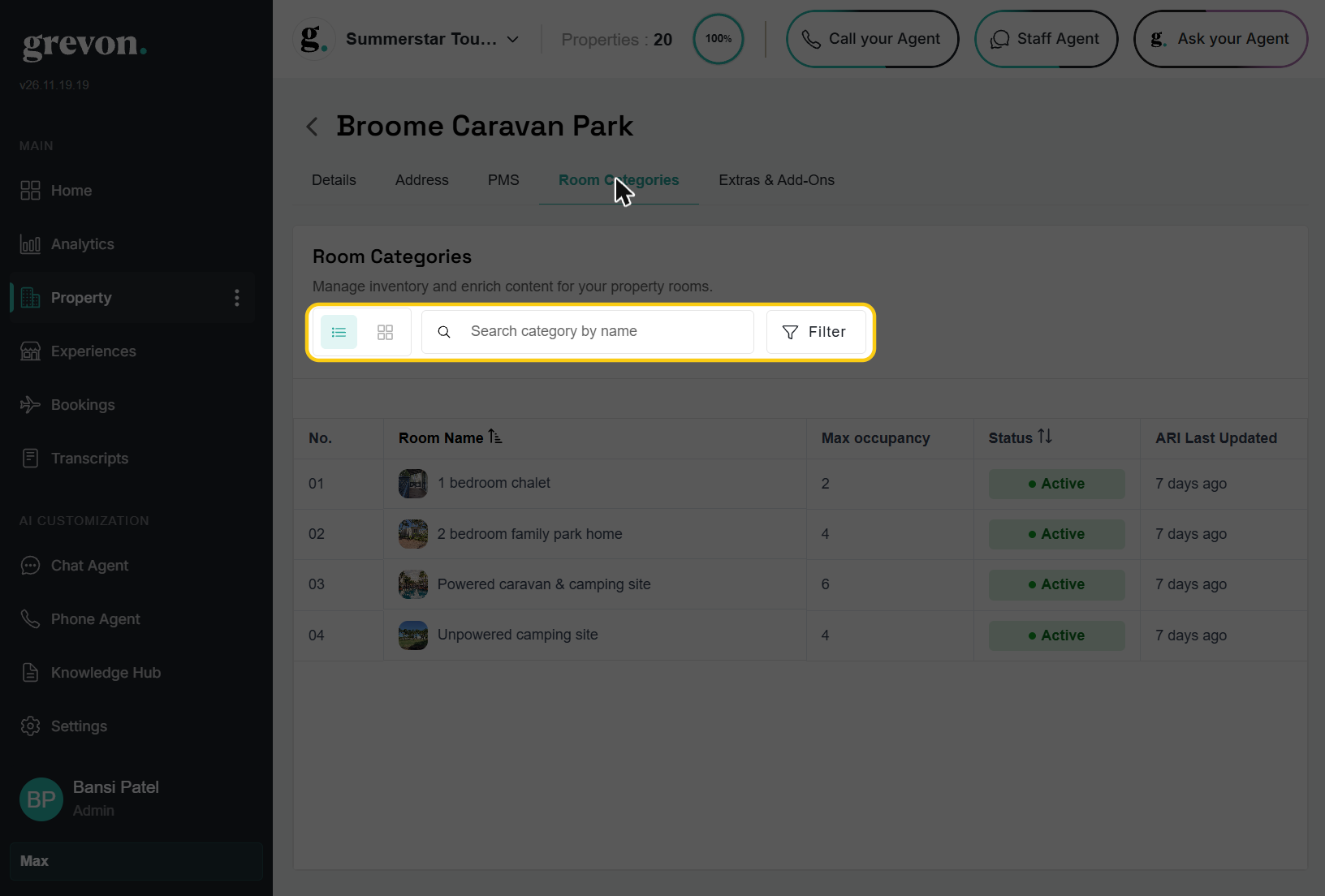 grevon.
v26.11.19.19
MAIN
Home
Analytics
Property
Experiences
Bookings
Transcripts
AI CUSTOMIZATION
Chat Agent
Phone Agent
Knowledge Hub
Settings
BP
Bansi Patel
Admin
Max
g. Summerstar Tou... Properties : 20 100% Call your Agent Staff Agent g. Ask your Agent
Broome Caravan Park
Details Address PMS Room Categories Extras & Add-Ons
Room Categories
Manage inventory and enrich content for your property rooms.
Search category by name Filter
No. Room Name Max occupancy Status ARI Last Updated
01 1 bedroom chalet 2 Active 7 days ago
02 2 bedroom family park home 4 Active 7 days ago
03 Powered caravan & camping site 6 Active 7 days ago
04 Unpowered camping site 4 Active 7 days ago